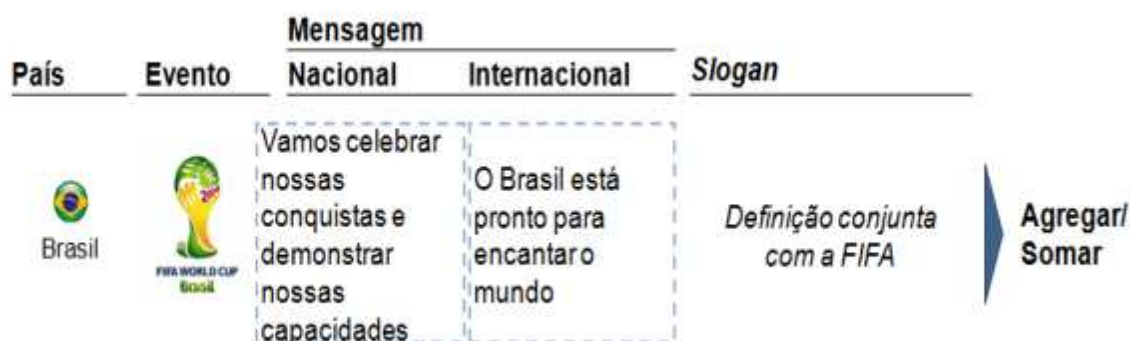 Mensagem
País Evento Nacional Internacional Slogan
Brasil
FIFA WORLD CUP
Brasil
Vamos celebrar
nossas
conquistas e
demonstrar
nossas
capacidades
O Brasil está
pronto para
encantar o
mundo
Definição conjunta
com a FIFA
Agregar/
Somar